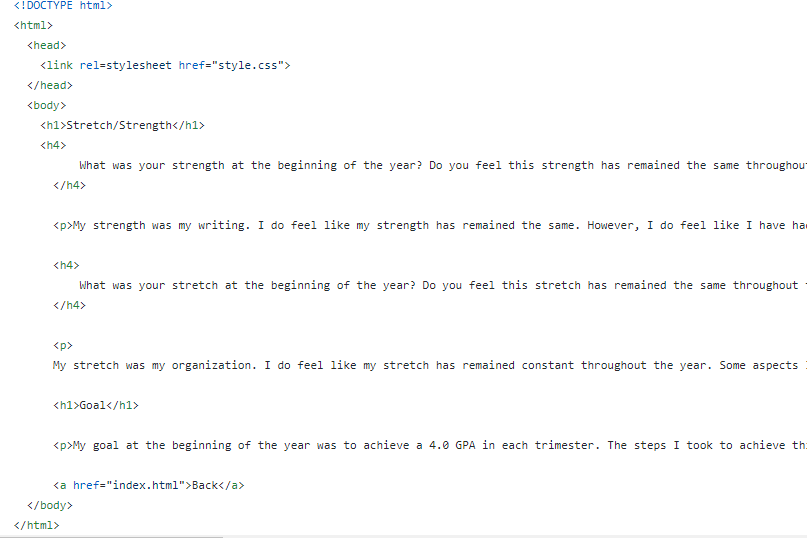 <!DOCTYPE html>
<html>
<head>
<link rel=stylesheet href="style.css">
</head>
<body>
<h1>Stretch/Strength</h1>
<h4>
What was your strength at the beginning of the year? Do you feel this strength has remained the same throughou
</h4>
<p>My strength was my writing. I do feel like my strength has remained the same. However, I do feel like I have ha
<h4>
What was your stretch at the beginning of the year? Do you feel this stretch has remained the same throughout
</h4>
<p>
My stretch was my organization. I do feel like my stretch has remained constant throughout the year. Some aspects
<h1>Goal</h1>
<p>My goal at the beginning of the year was to achieve a 4.0 GPA in each trimester. The steps I took to achieve th
<a href="index.html">Back</a>
</body>
</html>